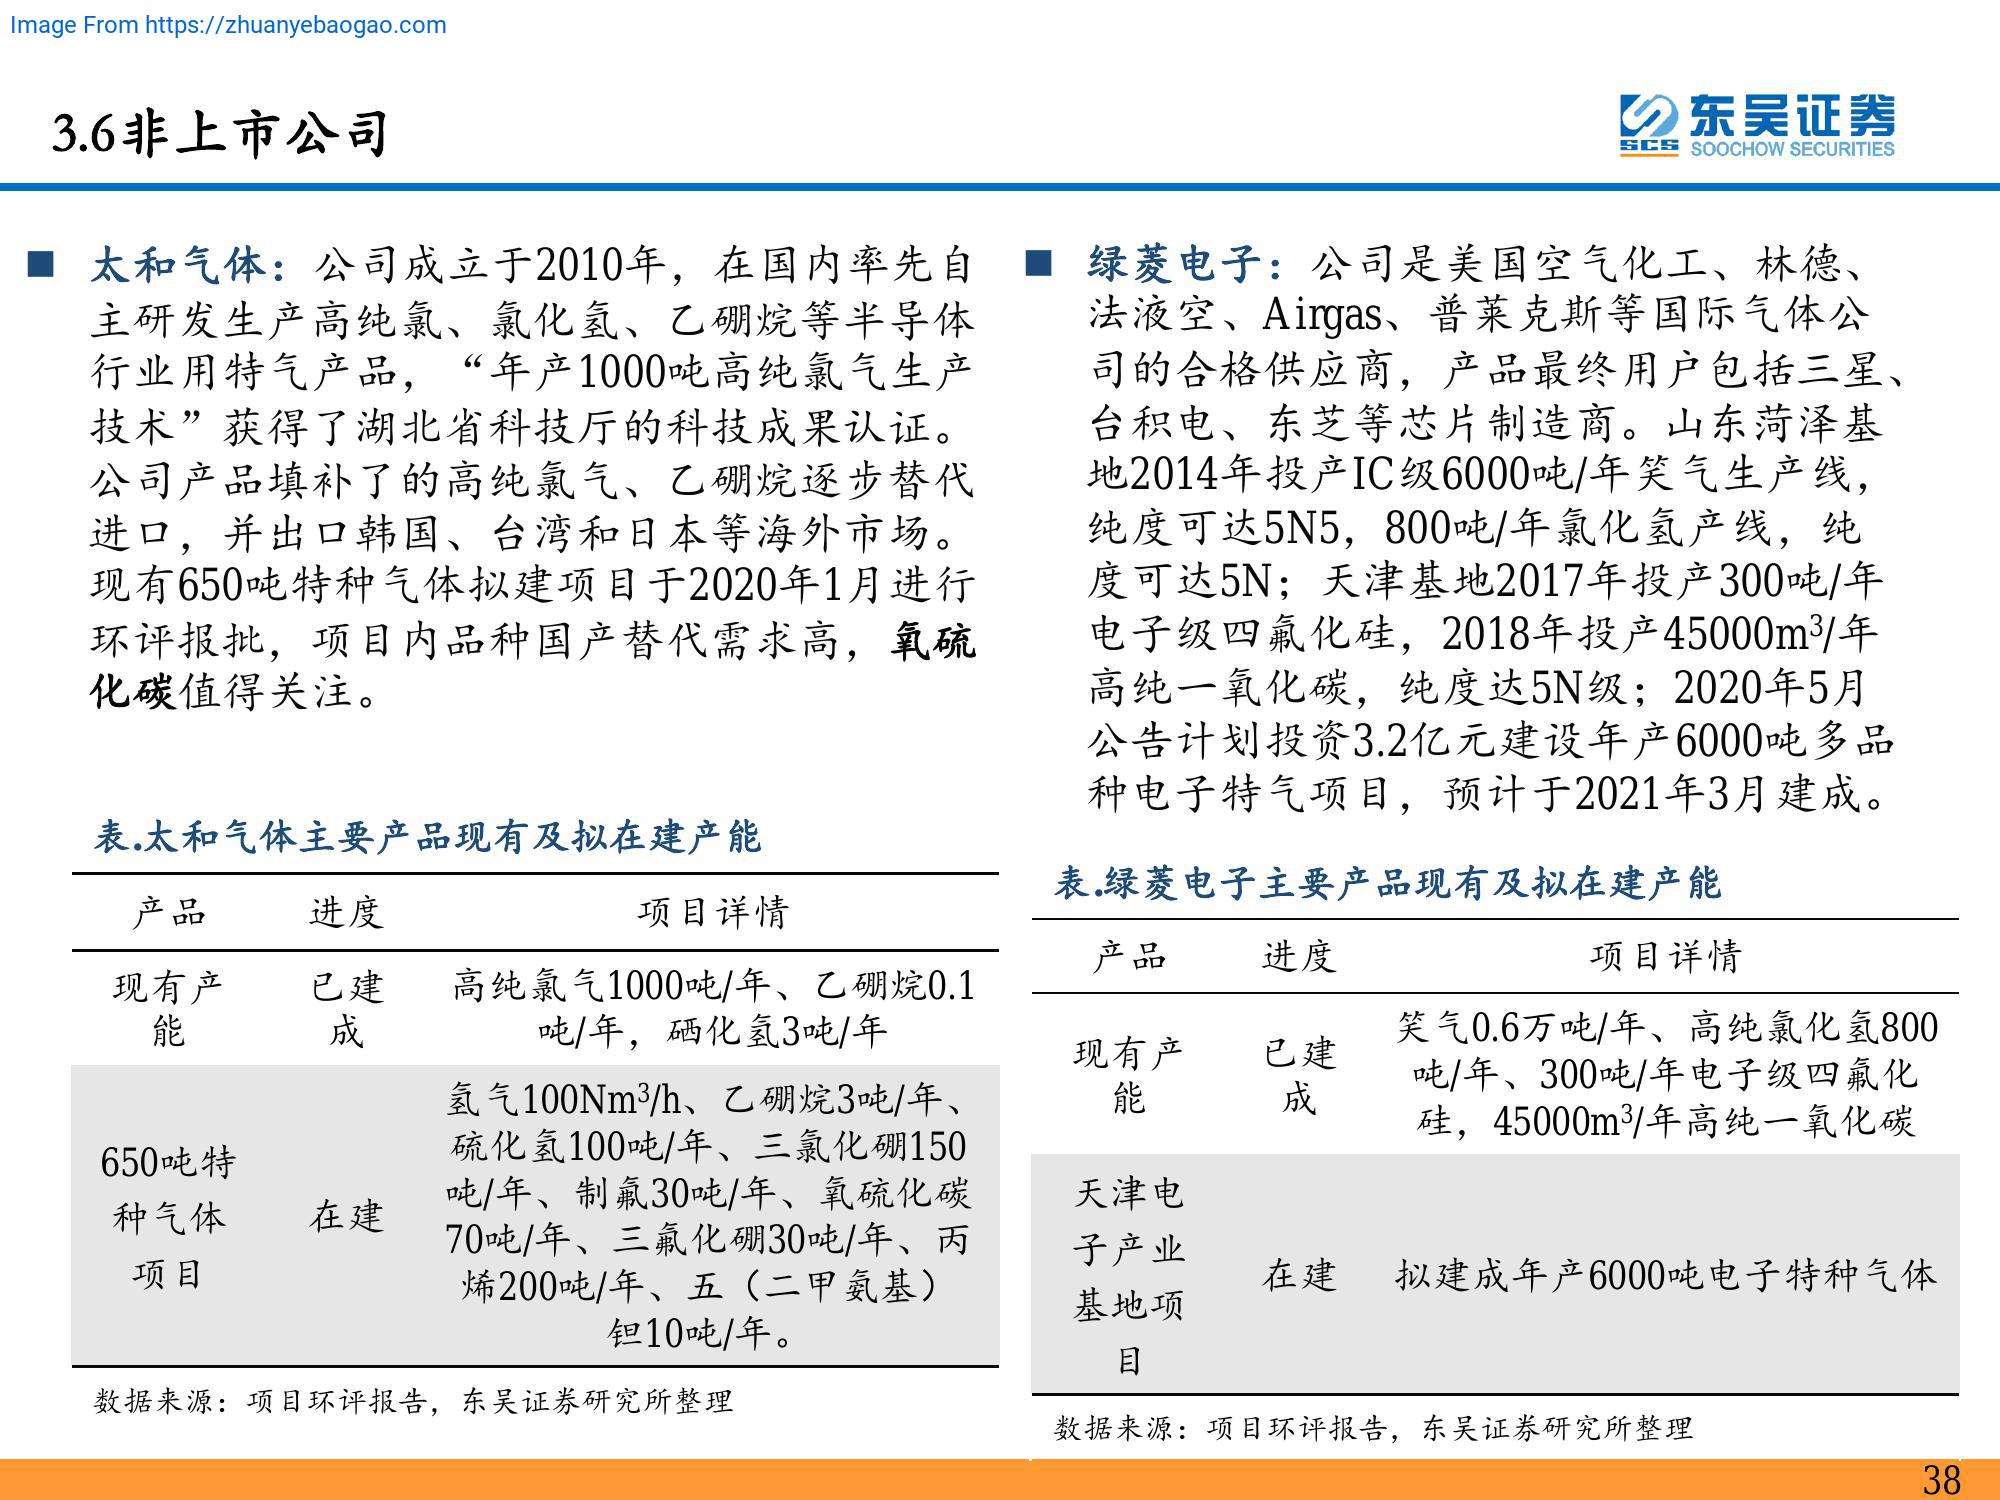 Image From https://zhuanyebaogao.com
3.6非上市公司
SCS
东吴证券
SOOCHOW SECURITIES
■ 太和气体：公司成立于2010年，在国内率先自
主研发生产高纯氯、氯化氢、乙硼烷等半导体
行业用特气产品，“年产1000吨高纯氯气生产
技术”获得了湖北省科技厅的科技成果认证。
公司产品填补了的高纯氯气、乙硼烷逐步替代
进口，并出口韩国、台湾和日本等海外市场。
现有650吨特种气体拟建项目于2020年1月进行
环评报批，项目内品种国产替代需求高，氧硫
化碳值得关注。
表.太和气体主要产品现有及拟在建产能
产品 进度 项目详情
现有产 已建 高纯氯气1000吨/年、乙硼烷0.1
能 成 吨/年，硒化氢3吨/年
650吨特
种气体
项目
在建
氢气100Nm³/h、乙硼烷3吨/年、
硫化氢100吨/年、三氯化硼150
吨/年、制氟30吨/年、氧硫化碳
70吨/年、三氟化硼30吨/年、丙
烯200吨/年、五（二甲氨基）
钽10吨/年。
数据来源：项目环评报告，东吴证券研究所整理
■ 绿菱电子：公司是美国空气化工、林德、
法液空、Airgas、普莱克斯等国际气体公
司的合格供应商，产品最终用户包括三星、
台积电、东芝等芯片制造商。山东菏泽基
地2014年投产IC级6000吨/年笑气生产线，
纯度可达5N5，800吨/年氯化氢产线，纯
度可达5N；天津基地2017年投产300吨/年
电子级四氟化硅，2018年投产45000m³/年
高纯一氧化碳，纯度达5N级；2020年5月
公告计划投资3.2亿元建设年产6000吨多品
种电子特气项目，预计于2021年3月建成。
表.绿菱电子主要产品现有及拟在建产能
产品 进度 项目详情
现有产
能
已建
成
笑气0.6万吨/年、高纯氯化氢800
吨/年、300吨/年电子级四氟化
硅，45000m³/年高纯一氧化碳
天津电
子产业
基地项
目
在建
拟建成年产6000吨电子特种气体
数据来源：项目环评报告，东吴证券研究所整理
38